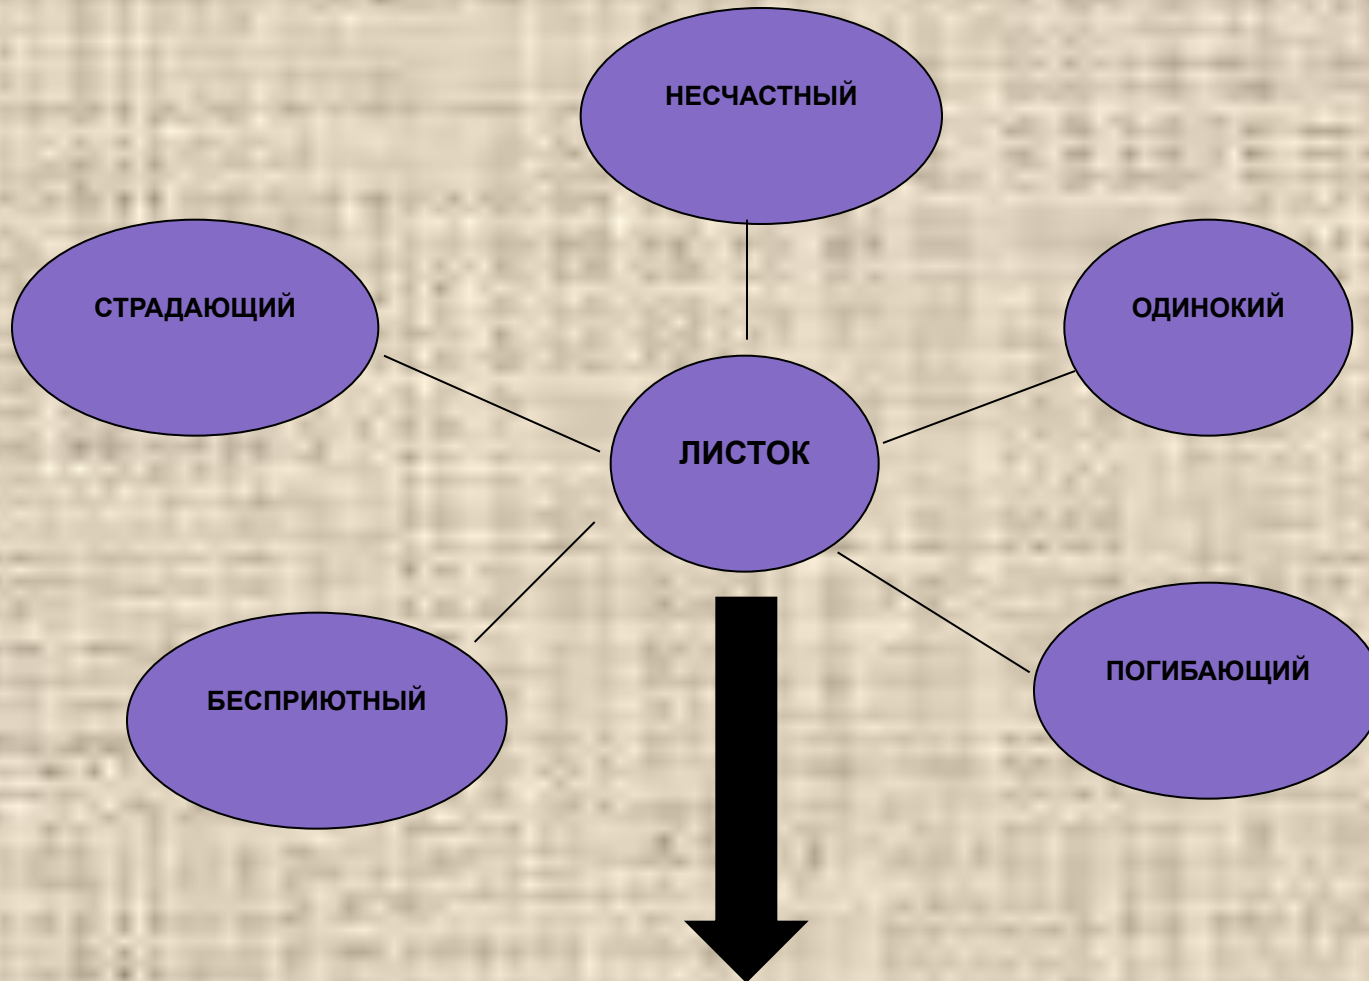 НЕСЧАСТНЫЙ
СТРАДАЮЩИЙ
ОДИНОКИЙ
ЛИСТОК
ПОГИБАЮЩИЙ
БЕСПРИЮТНЫЙ